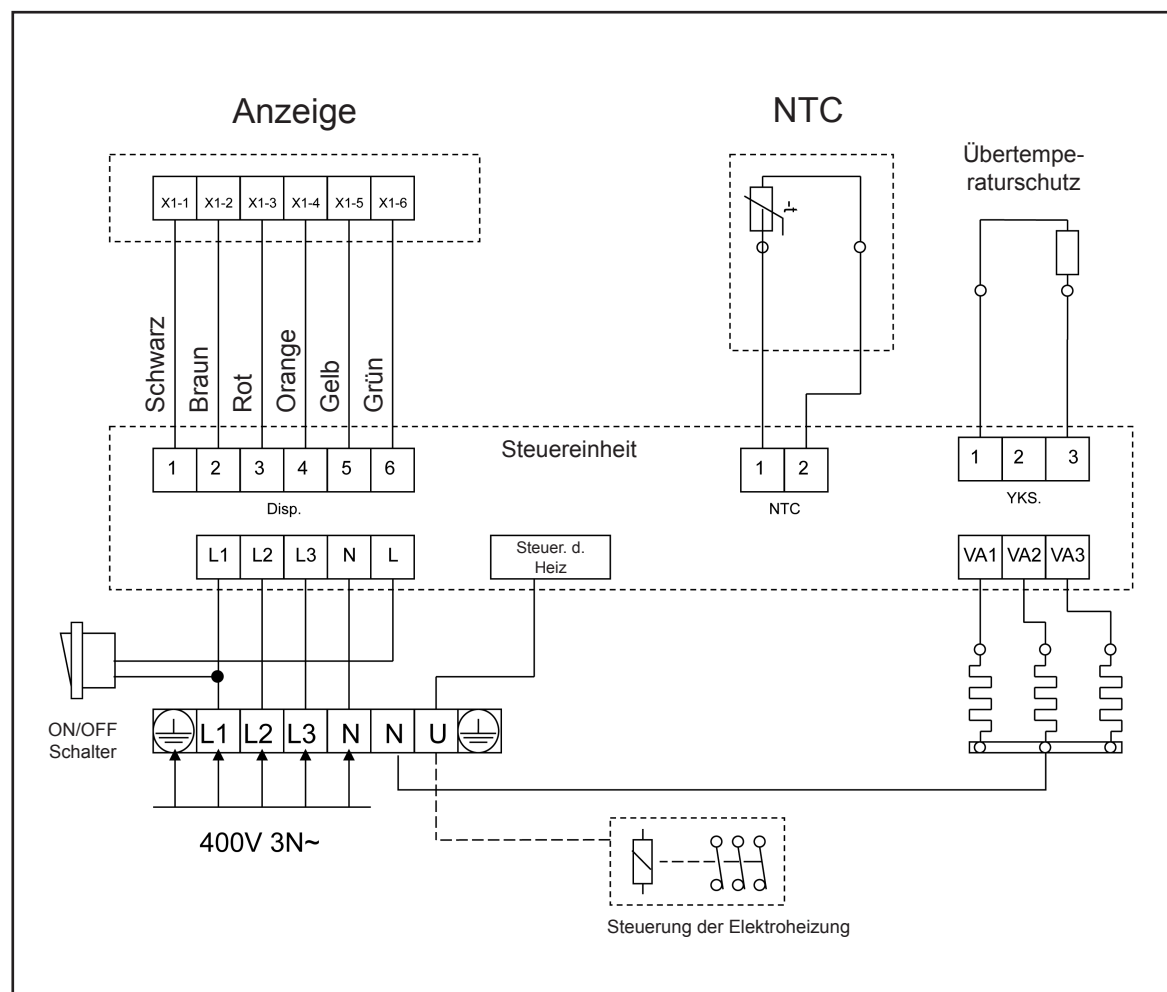 Anzeige
NTC
Übertempe-
raturschutz
X1-1 X1-2 X1-3 X1-4 X1-5 X1-6
-t
Schwarz
Braun
Rot
Orange
Gelb
Grün
Steuereinheit
1 2 3 4 5 6
Disp.
1 2
NTC
1 2 3
YKS.
L1 L2 L3 N L
Steuer. d.
Heiz
VA1 VA2 VA3
ON/OFF
Schalter
L1 L2 L3 N N U
400V 3N~
Steuerung der Elektroheizung